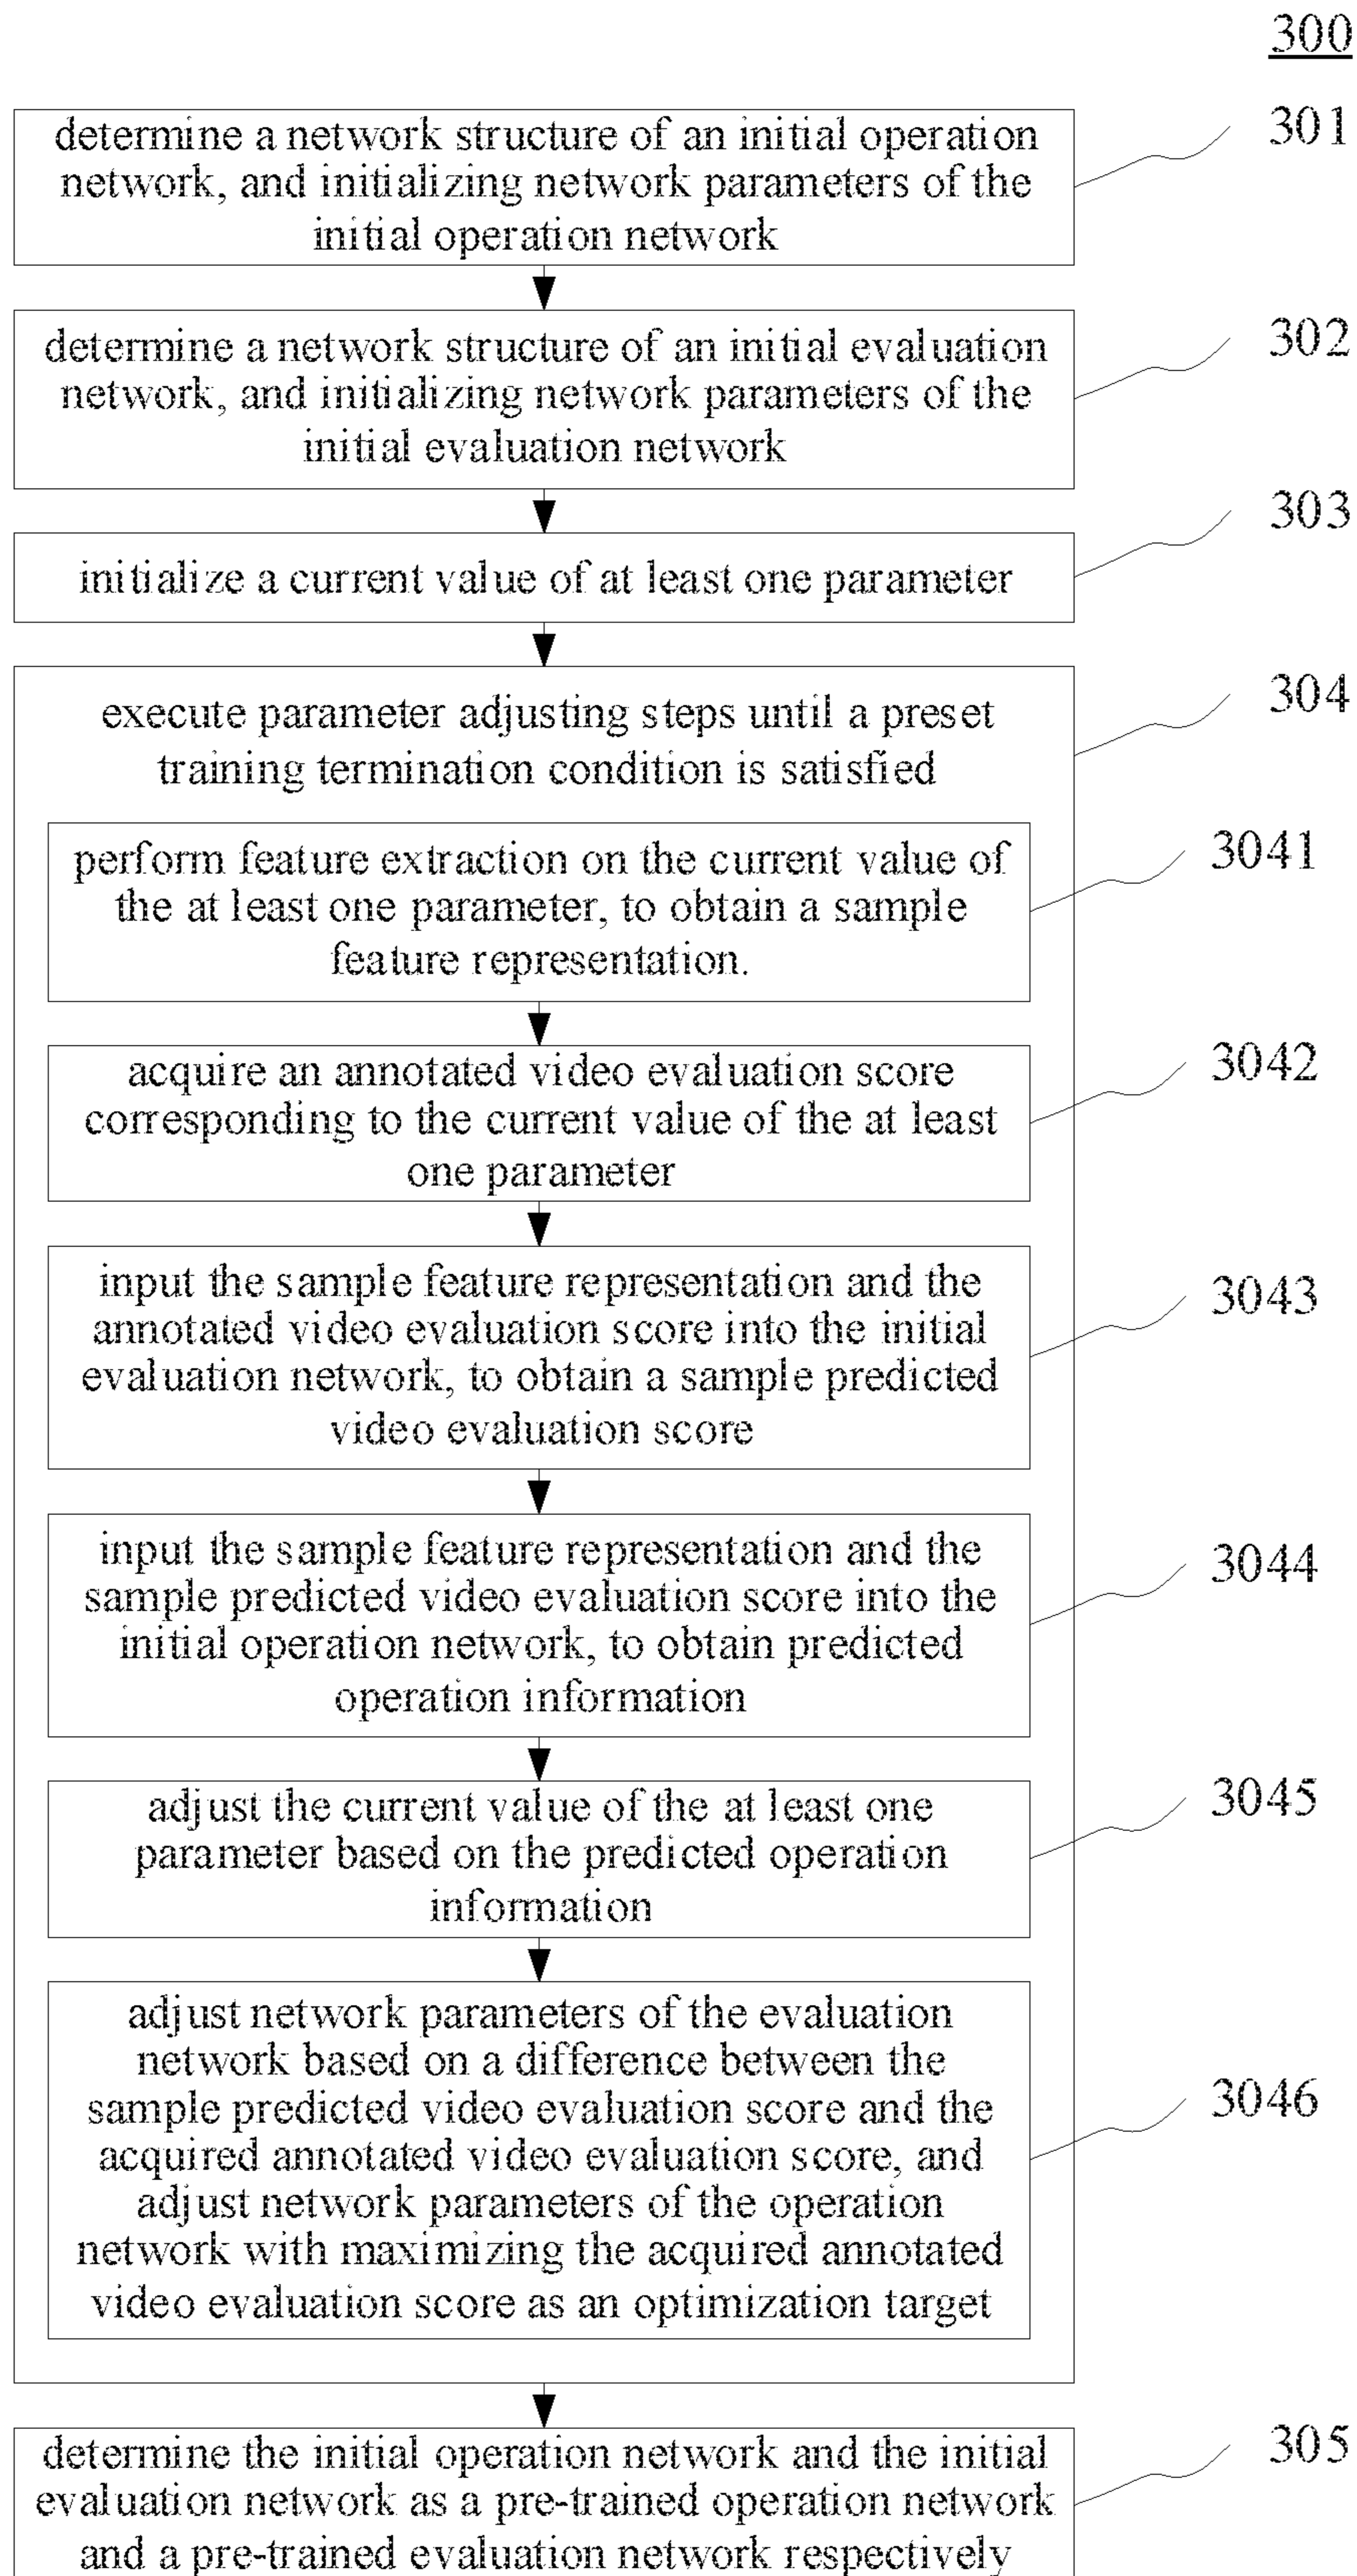 300
determine a network structure of an initial operation
network, and initializing network parameters of the
initial operation network
301
determine a network structure of an initial evaluation
network, and initializing network parameters of the
initial evaluation network
302
initialize a current value of at least one parameter
303
execute parameter adjusting steps until a preset
training termination condition is satisfied
304
perform feature extraction on the current value of
the at least one parameter, to obtain a sample
feature representation.
3041
acquire an annotated video evaluation score
corresponding to the current value of the at least
one parameter
3042
input the sample feature representation and the
annotated video evaluation score into the initial
evaluation network, to obtain a sample predicted
video evaluation score
3043
input the sample feature representation and the
sample predicted video evaluation score into the
initial operation network, to obtain predicted
operation information
3044
adjust the current value of the at least one
parameter based on the predicted operation
information
3045
adjust network parameters of the evaluation
network based on a difference between the
sample predicted video evaluation score and the
acquired annotated video evaluation score, and
adjust network parameters of the operation
network with maximizing the acquired annotated
video evaluation score as an optimization target
3046
determine the initial operation network and the initial
evaluation network as a pre-trained operation network
and a pre-trained evaluation network respectively
305